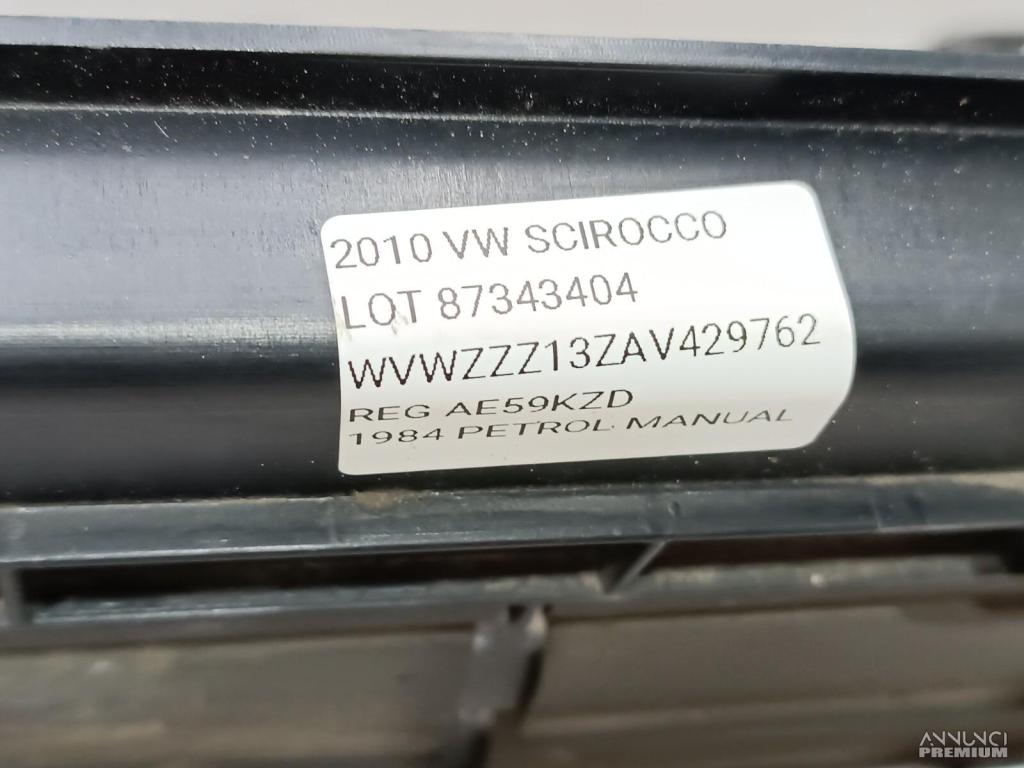 2010 VW SCIROCCO
LOT 87343404
WVWZZZ13ZAV429762
REG AE59KZD
1984 PETROL MANUAL
ANNUNCI
PREMIUM